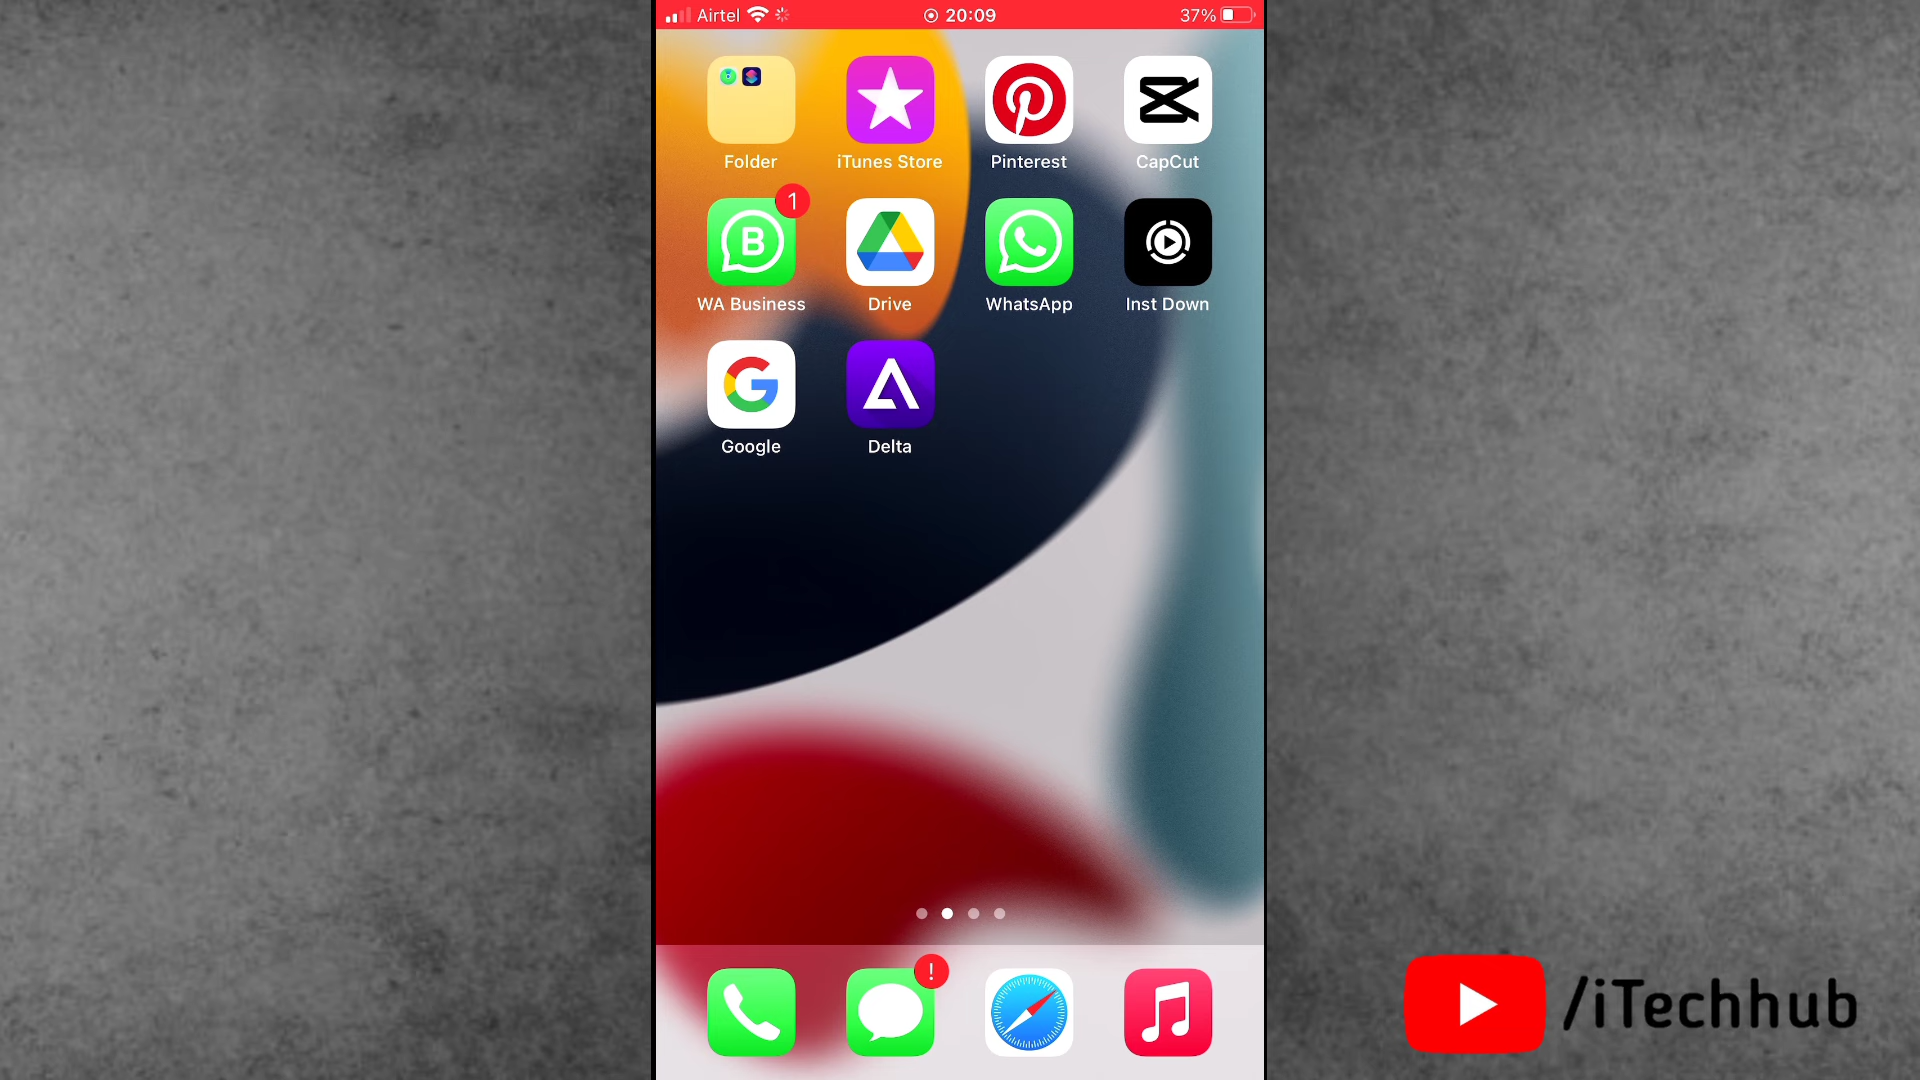 Airtel 20:09 37%
Folder iTunes Store Pinterest CapCut
1
B
WA Business Drive WhatsApp Inst Down
Google Delta
!
/iTechhub